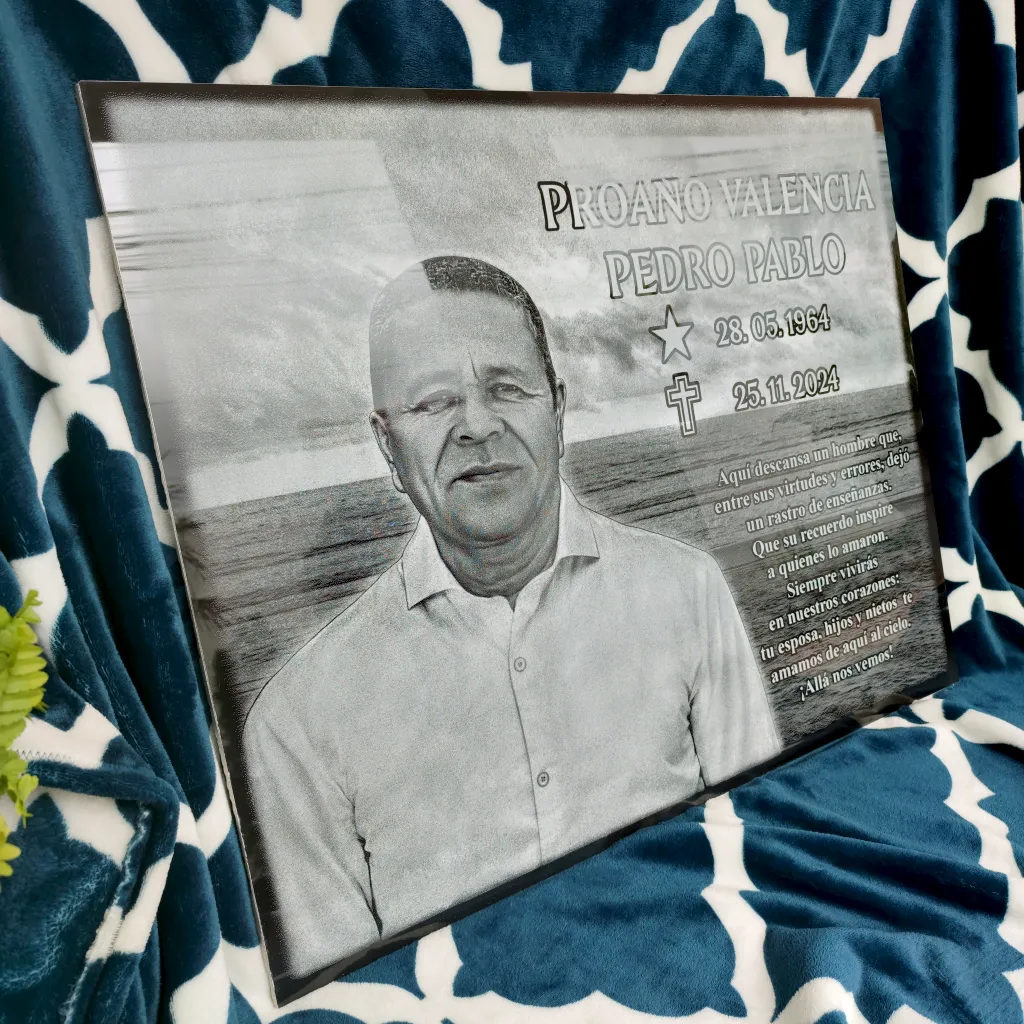 PROAÑO VALENCIA
PEDRO PABLO
28.05.1964
25.11.2024
Aquí descansa un hombre que,
entre sus virtudes y errores, dejó
un rastro de enseñanzas.
Que su recuerdo inspire
a quienes lo amaron.
Siempre vivirás
en nuestros corazones:
tu esposa, hijos y nietos te
amamos de aquí al cielo.
¡Allá nos vemos!